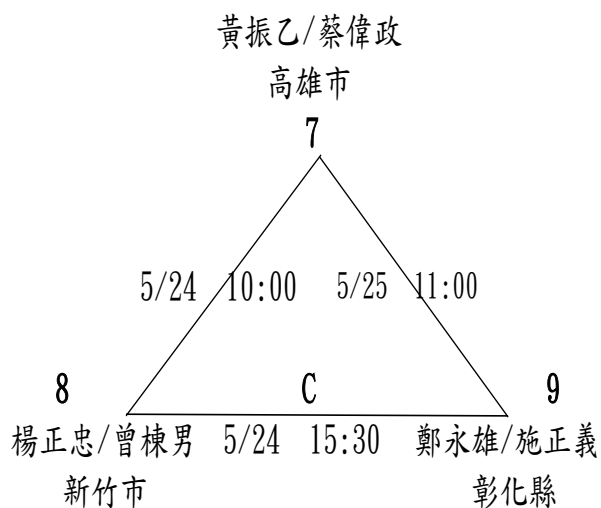 黃振乙/蔡偉政
高雄市
7
5/24 10:00 5/25 11:00
8 C 9
楊正忠/曾棟男 5/24 15:30 鄭永雄/施正義
新竹市 彰化縣